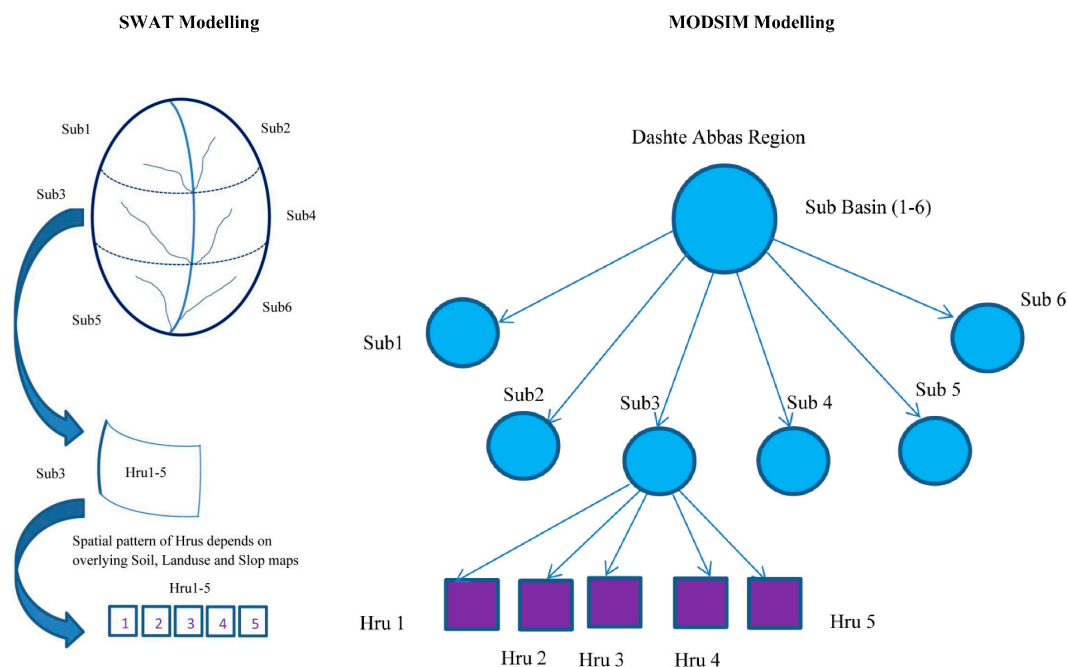 SWAT Modelling
Sub1
Sub2
Sub3
Sub4
Sub5
Sub6
Sub3
Hru1-5
Spatial pattern of Hrus depends on
overlying Soil, Landuse and Slop maps
Hru1-5
1 2 3 4 5
MODSIM Modelling
Dashte Abbas Region
Sub Basin (1-6)
Sub1
Sub2
Sub3
Sub 4
Sub 5
Sub 6
Hru 1
Hru 2
Hru 3
Hru 4
Hru 5